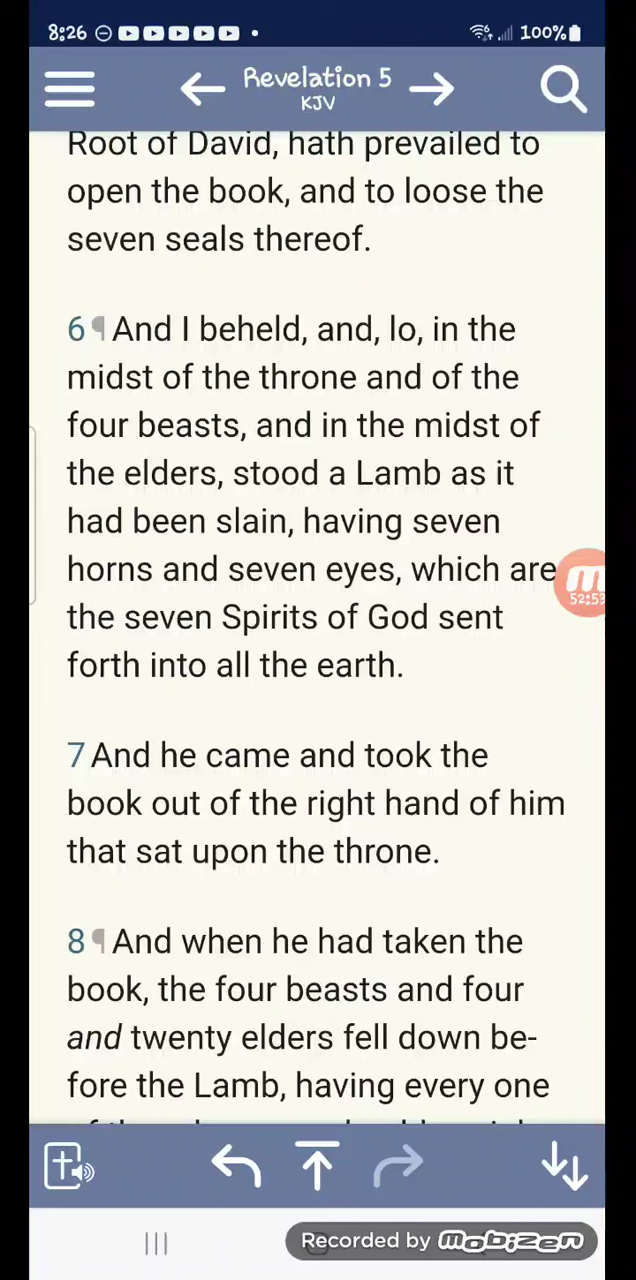 8:26 100%
Revelation 5
KJV
Root of David, hath prevailed to
open the book, and to loose the
seven seals thereof.
6 ¶ And I beheld, and, lo, in the
midst of the throne and of the
four beasts, and in the midst of
the elders, stood a Lamb as it
had been slain, having seven
horns and seven eyes, which are
the seven Spirits of God sent
forth into all the earth.
52:53
7 And he came and took the
book out of the right hand of him
that sat upon the throne.
8 ¶ And when he had taken the
book, the four beasts and four
and twenty elders fell down be-
fore the Lamb, having every one
Recorded by mobizen